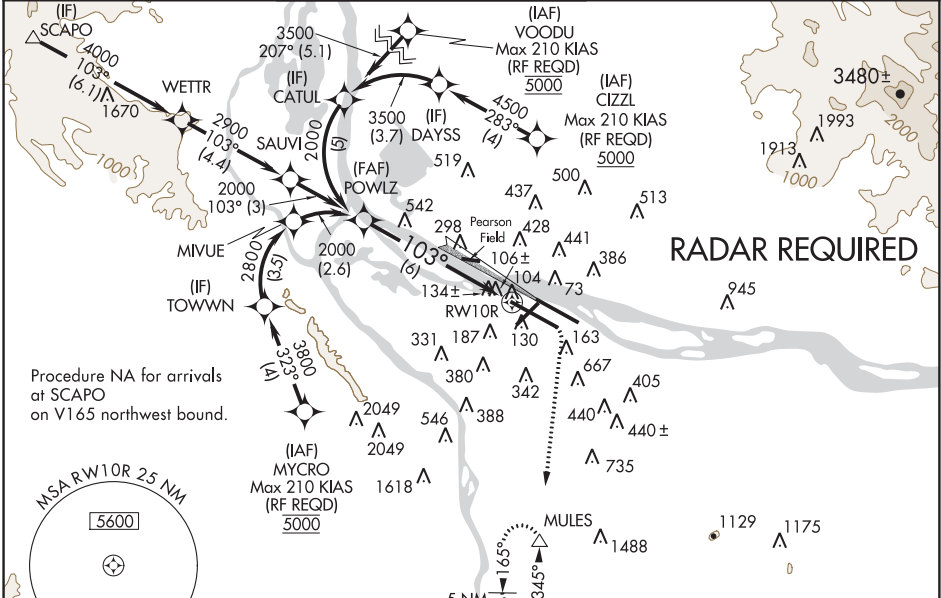 (IF)
SCAPO
4000
103°
(6.1)
1670
WETTR
2900
103°
(4.4)
1000
SAUVI
2000
103° (3)
3500
207° (5.1)
(IF)
CATUL
2000
(5)
3500
(3.7)
(IF)
DAYSS
(IAF)
VOODU
Max 210 KIAS
(RF REQD)
5000
4500
283°
(4)
(IAF)
CIZZL
Max 210 KIAS
(RF REQD)
5000
3480±
2000
1993
1913
1000
(FAF)
POWLZ
MIVUE
2000
(2.6)
2800
(3.5)
(IF)
TOWWN
3800
323°
(4)
(IAF)
MYCRO
Max 210 KIAS
(RF REQD)
5000
103°
(6)
519
500
437
513
542
298
Pearson
Field
428
441
386
106±
104
73
134±
RW10R
RADAR REQUIRED
945
187
130
163
331
380
342
667
405
388
440
440±
2049
2049
546
735
1618
Procedure NA for arrivals
at SCAPO
on V165 northwest bound.
MSA RW10R 25 NM
5600
MULES
1488
1129
1175
165°
345°
5 NM